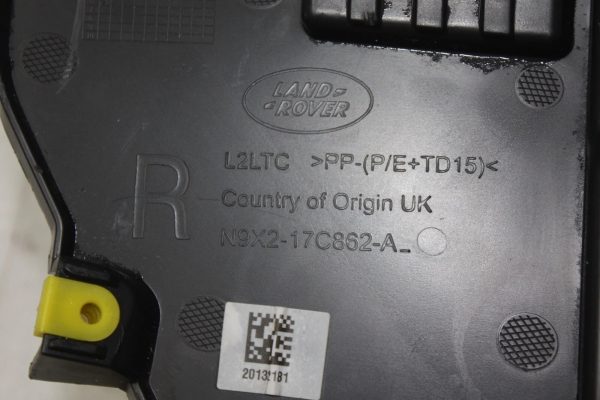 LAND-
-ROVER
R
L2LTC >PP-(P/E+TD15)<
Country of Origin UK
N9X2-17C862-A_